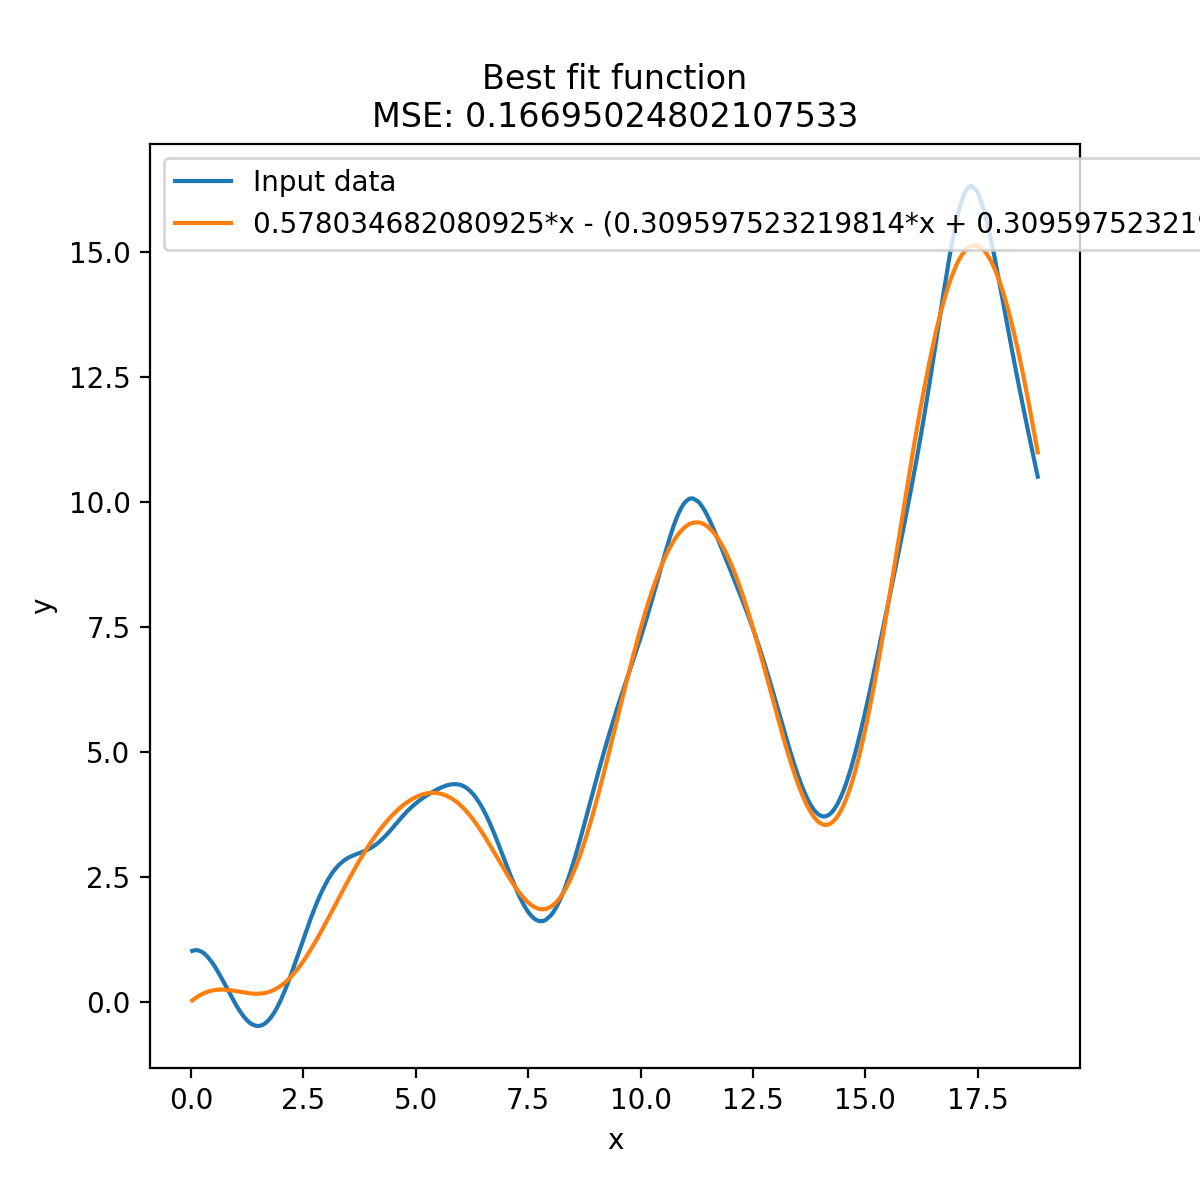 Best fit function
MSE: 0.16695024802107533
Input data
0.578034682080925*x - (0.309597523219814*x + 0.30959752321
15.0
12.5
10.0
7.5
5.0
2.5
0.0
y
0.0 2.5 5.0 7.5 10.0 12.5 15.0 17.5
x